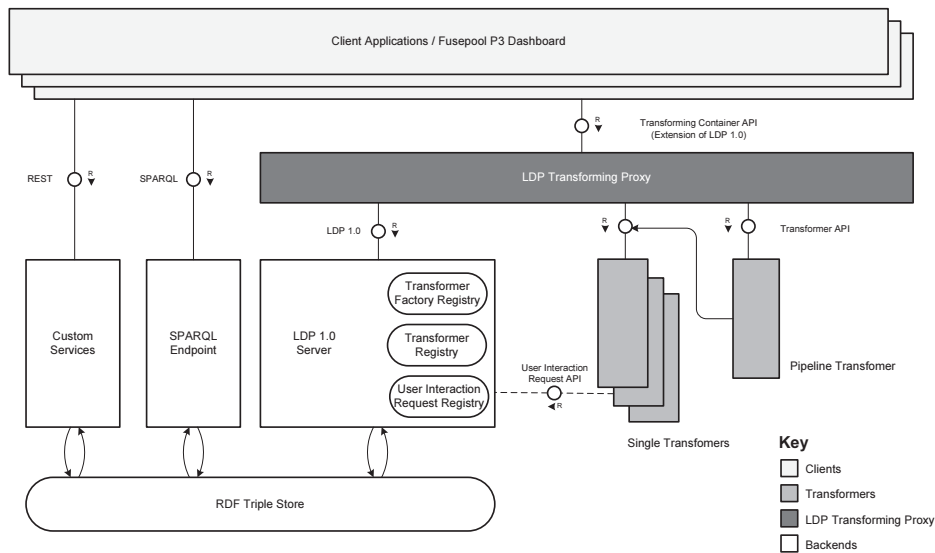 Client Applications / Fusepool P3 Dashboard
R
Transforming Container API
(Extension of LDP 1.0)
REST
R
SPARQL
R
LDP Transforming Proxy
LDP 1.0
R
R
R
Transformer API
Custom
Services
SPARQL
Endpoint
LDP 1.0
Server
Transformer
Factory Registry
Transformer
Registry
User Interaction
Request Registry
User Interaction
Request API
R
Pipeline Transfomer
Single Transfomers
RDF Triple Store
Key
Clients
Transformers
LDP Transforming Proxy
Backends